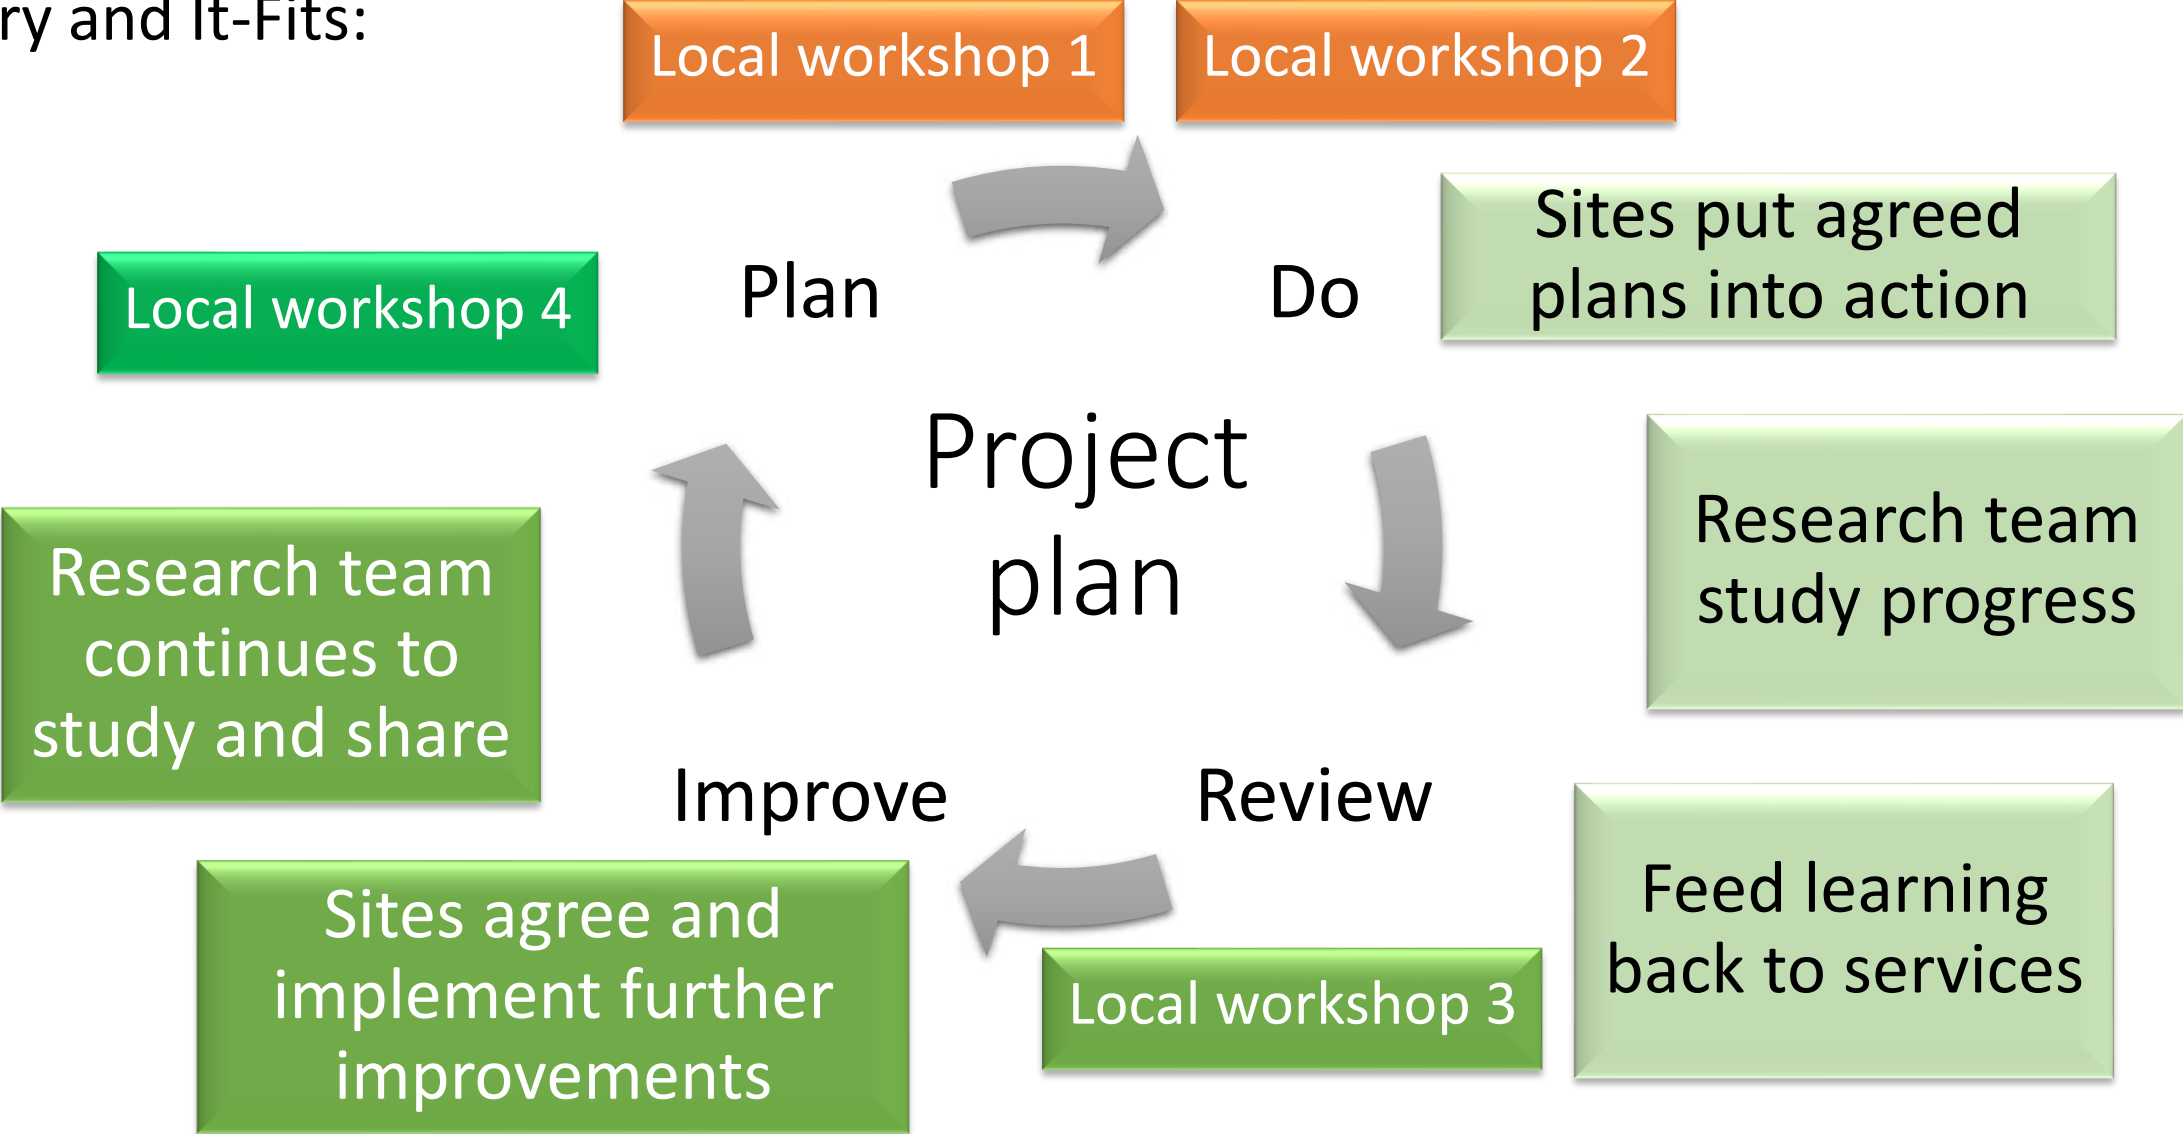 ry and It-Fits:
Local workshop 1
Local workshop 2
Sites put agreed
plans into action
Local workshop 4
Plan
Do
Project
plan
Research team
study progress
Research team
continues to
study and share
Improve
Review
Feed learning
back to services
Sites agree and
implement further
improvements
Local workshop 3